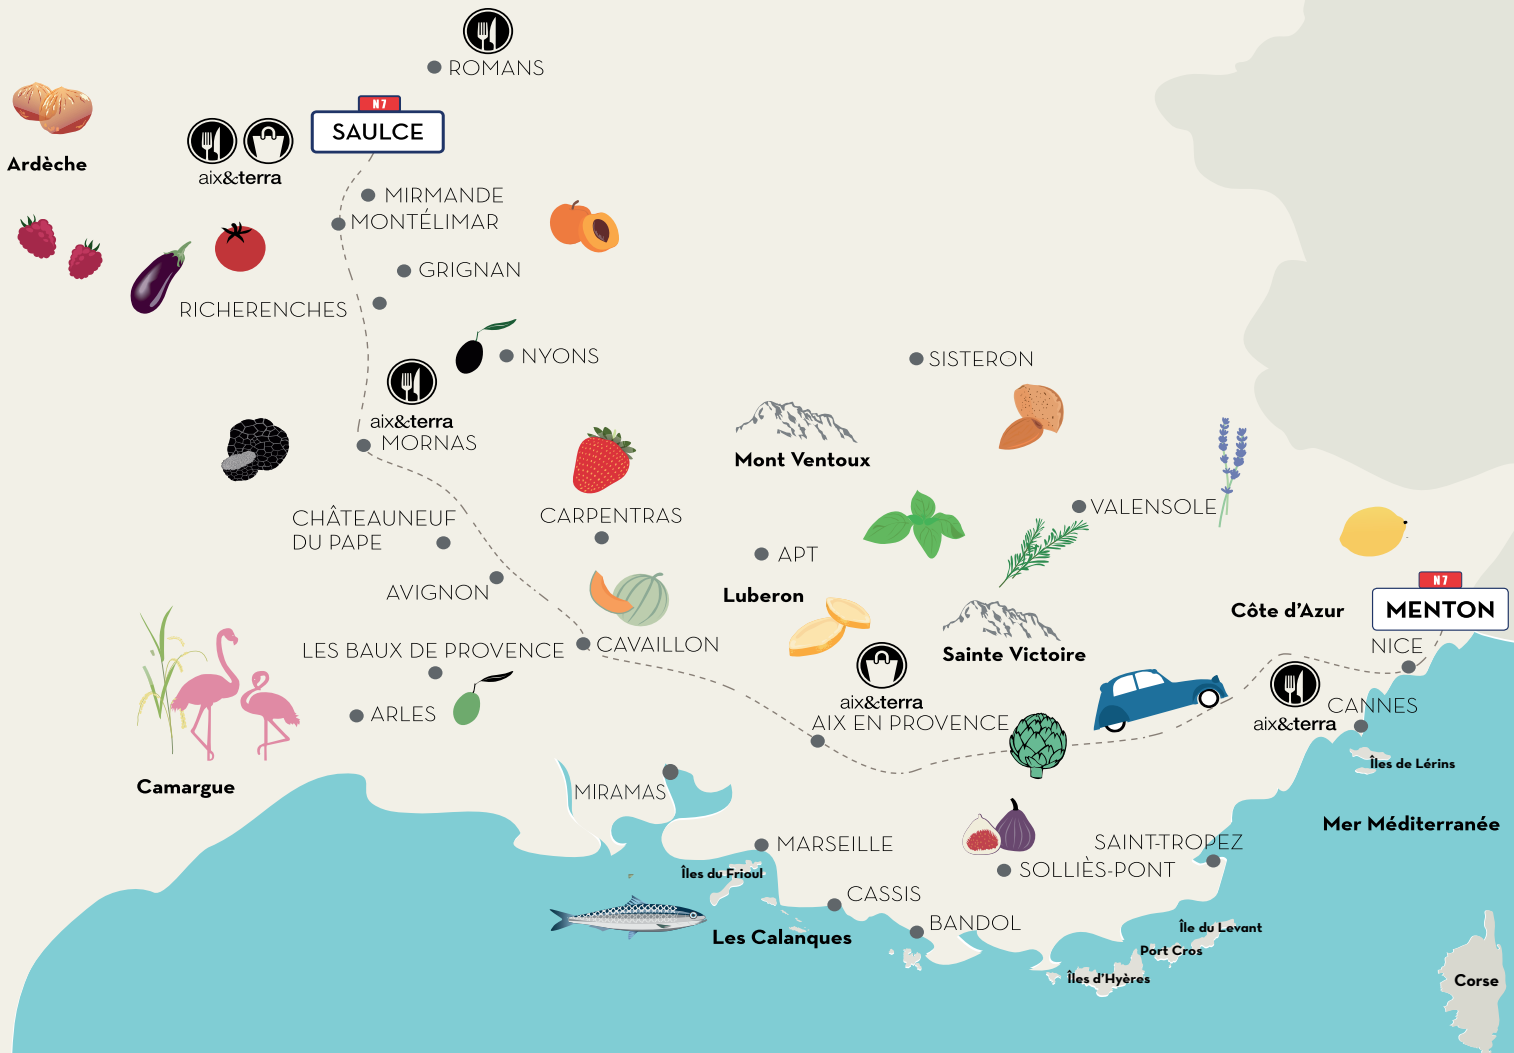 ROMANS
N7
SAULCE
Ardèche
aix&terra
MIRMANDE
MONTÉLIMAR
GRIGNAN
RICHERENCHES
NYONS
SISTERON
aix&terra
MORNAS
Mont Ventoux
VALENSOLE
CHÂTEAUNEUF
DU PAPE
CARPENTRAS
APT
AVIGNON
Luberon
N7
MENTON
Côte d'Azur
LES BAUX DE PROVENCE
CAVAILLON
Sainte Victoire
NICE
aix&terra
AIX EN PROVENCE
ARLES
CANNES
aix&terra
Îles de Lérins
Camargue
MIRAMAS
Mer Méditerranée
MARSEILLE
SAINT-TROPEZ
Îles du Frioul
SOLLIÈS-PONT
CASSIS
BANDOL
Île du Levant
Les Calanques
Port Cros
Îles d'Hyères
Corse